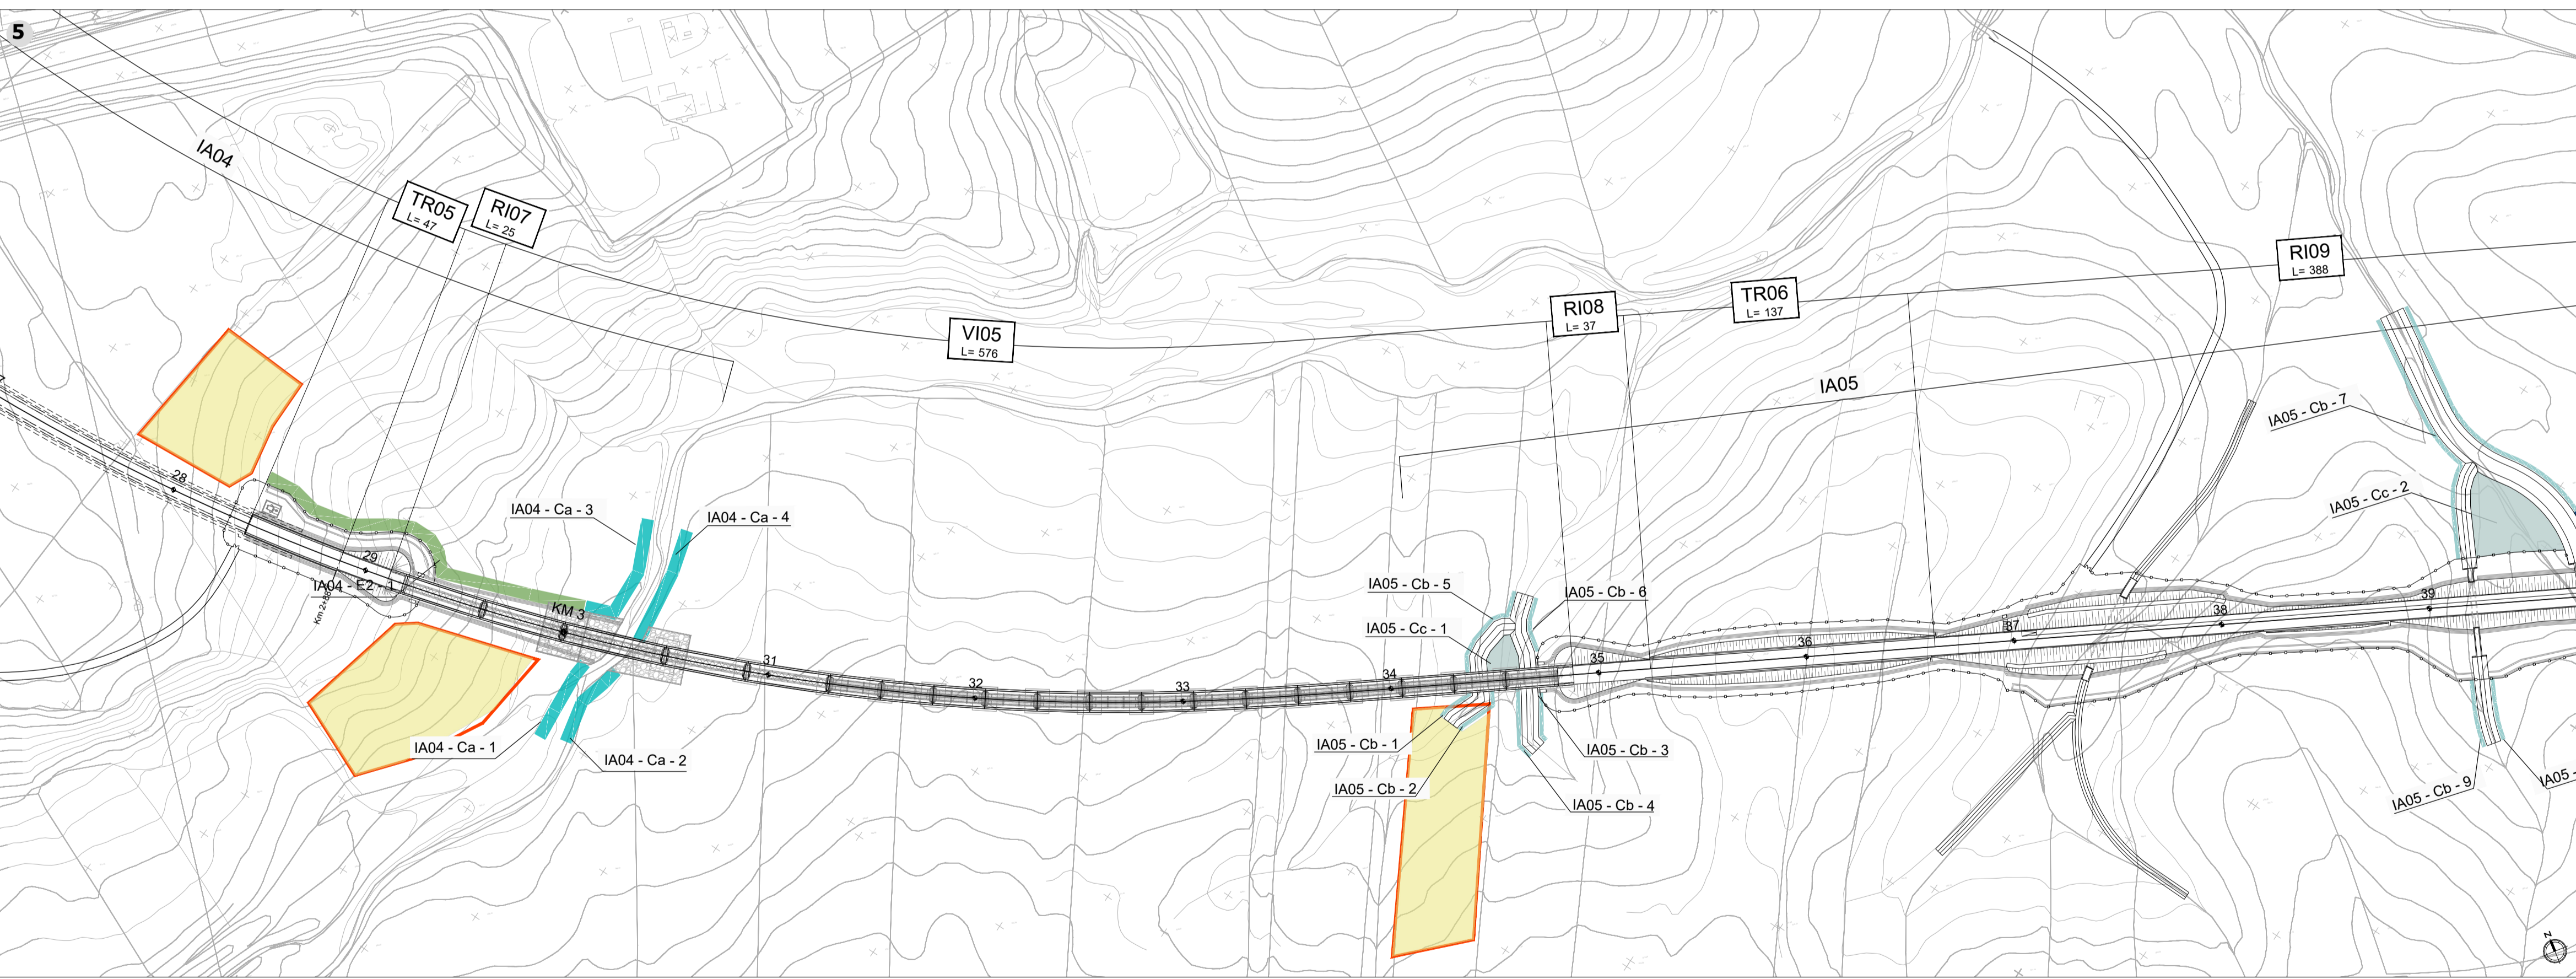 5
IA04
TR05
L= 47
RI07
L= 25
VI05
L= 576
RI08
L= 37
TR06
L= 137
RI09
L= 388
IA05
IA05 - Cb - 7
IA05 - Cc - 2
28
29
IA04 - E2 - 1
IA04 - Ca - 3
IA04 - Ca - 4
KM 3
31
32
33
34
35
36
37
38
39
IA05 - Cb - 5
IA05 - Cb - 6
IA05 - Cc - 1
IA04 - Ca - 1
IA04 - Ca - 2
IA05 - Cb - 1
IA05 - Cb - 2
IA05 - Cb - 3
IA05 - Cb - 4
IA05 - Cb - 9
IA05 -
N